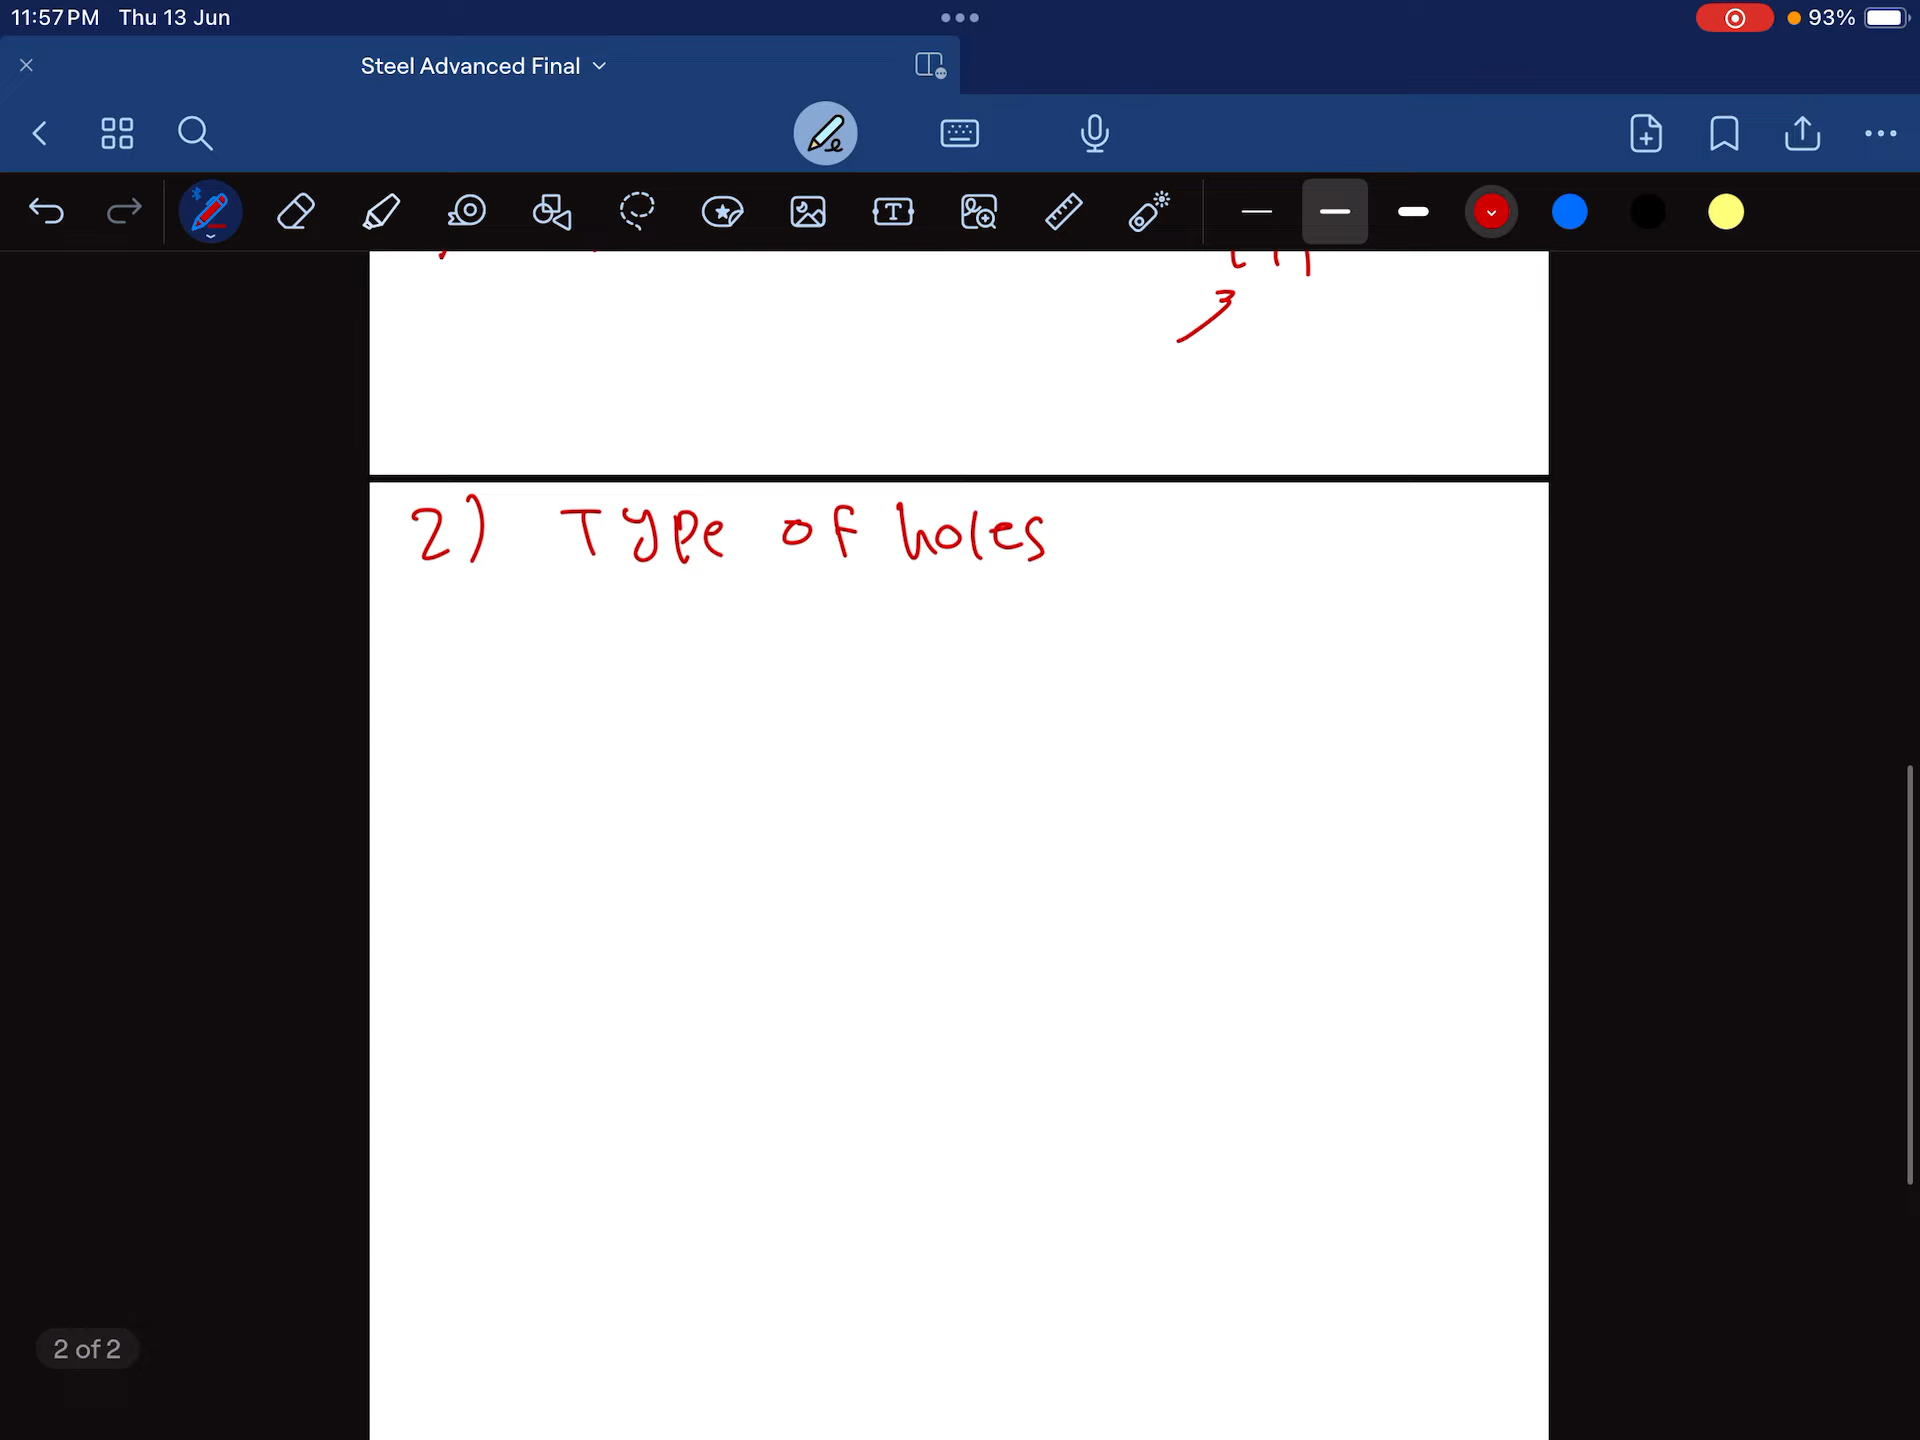 11:57 PM Thu 13 Jun
93%
Steel Advanced Final
2) Type of holes
2 of 2